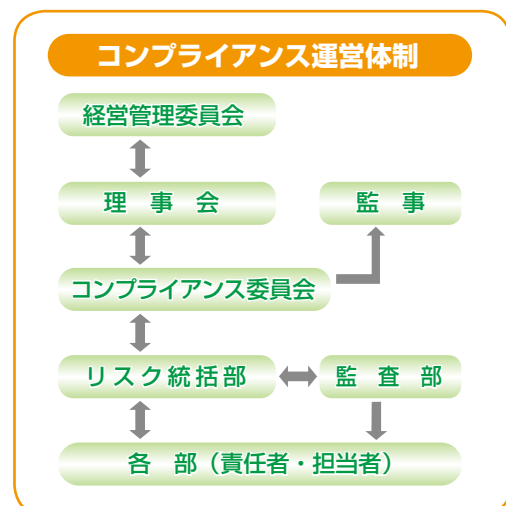 コンプライアンス運営体制
経営管理委員会
理 事 会
監 事
コンプライアンス委員会
リスク統括部
監 査 部
各 部（責任者・担当者）